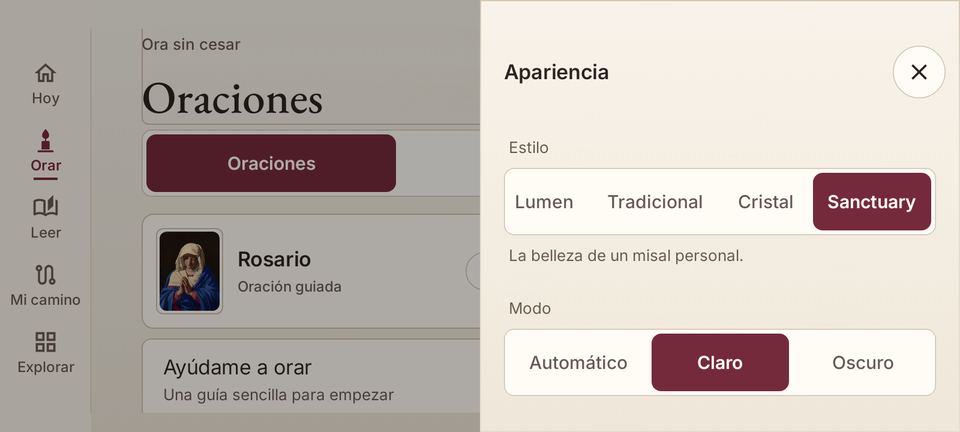 Hoy
Orar
Leer
Mi camino
Explorar
Ora sin cesar
Oraciones
Oraciones
Rosario
Oración guiada
Ayúdame a orar
Una guía sencilla para empezar
Apariencia
Estilo
Lumen Tradicional Cristal Sanctuary
La belleza de un misal personal.
Modo
Automático Claro Oscuro